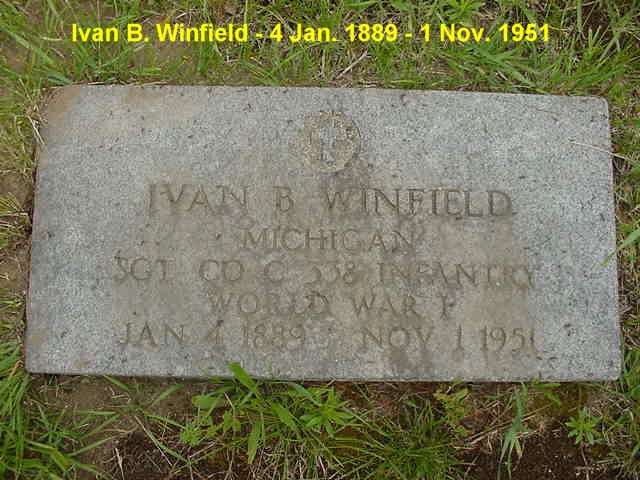 Ivan B. Winfield - 4 Jan. 1889 - 1 Nov. 1951
IVAN B WINFIELD
MICHIGAN
SGT CO C 338 INFANTRY
WORLD WAR I
JAN 4 1889 NOV 1 1951